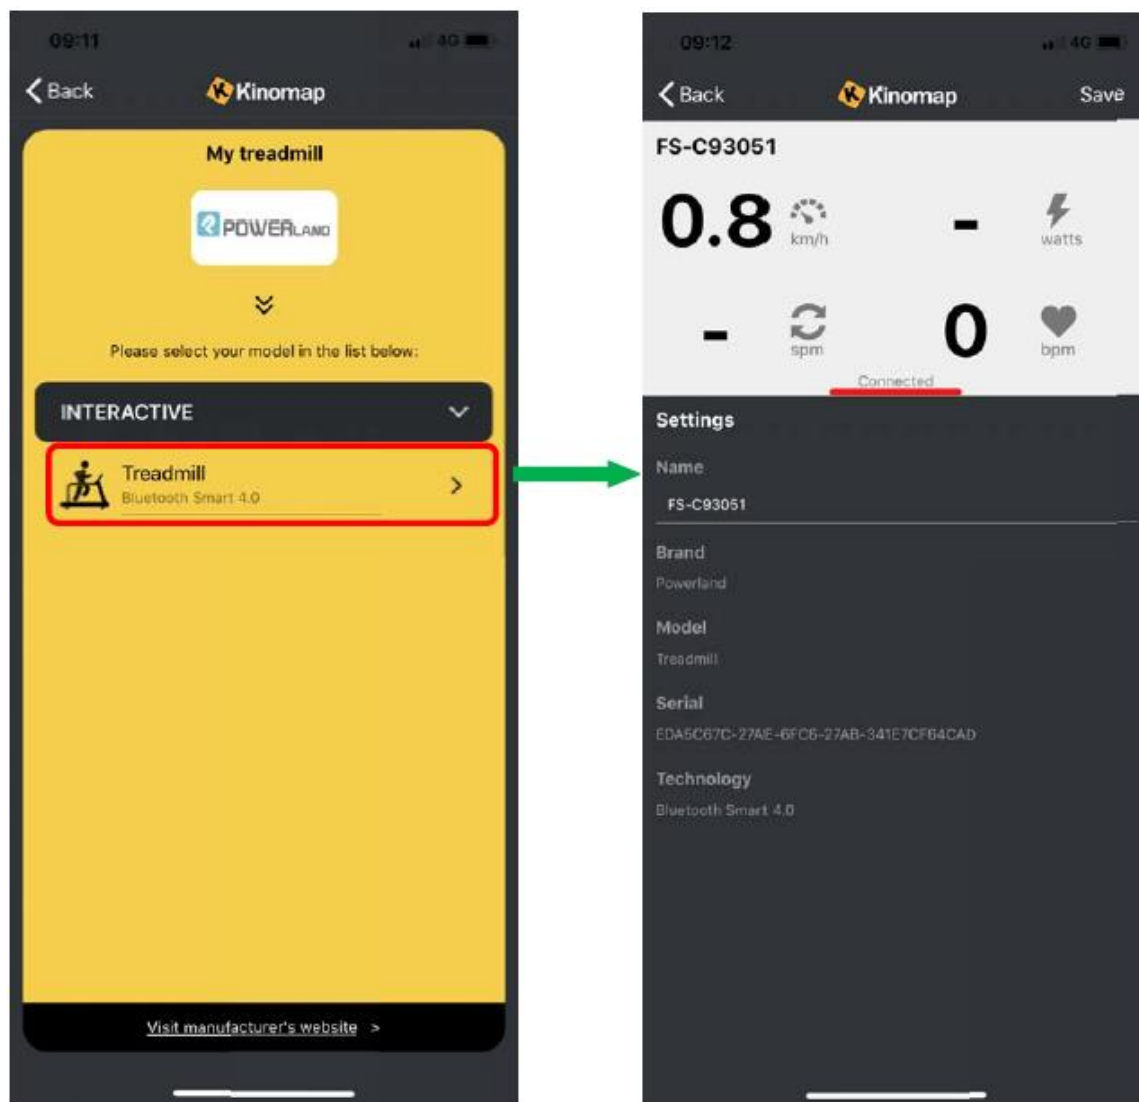 09:11
4G
Back
Kinomap
My treadmill
POWERLAND
Please select your model in the list below:
INTERACTIVE
Treadmill
Bluetooth Smart 4.0
Visit manufacturer's website >
09:12
4G
Back
Kinomap
Save
FS-C93051
0.8
km/h
-
watts
-
spm
0
bpm
Connected
Settings
Name
FS-C93051
Brand
Powerland
Model
Treadmill
Serial
EDA5C67C-27AE-6FC6-27AB-341E7CF64CAD
Technology
Bluetooth Smart 4.0